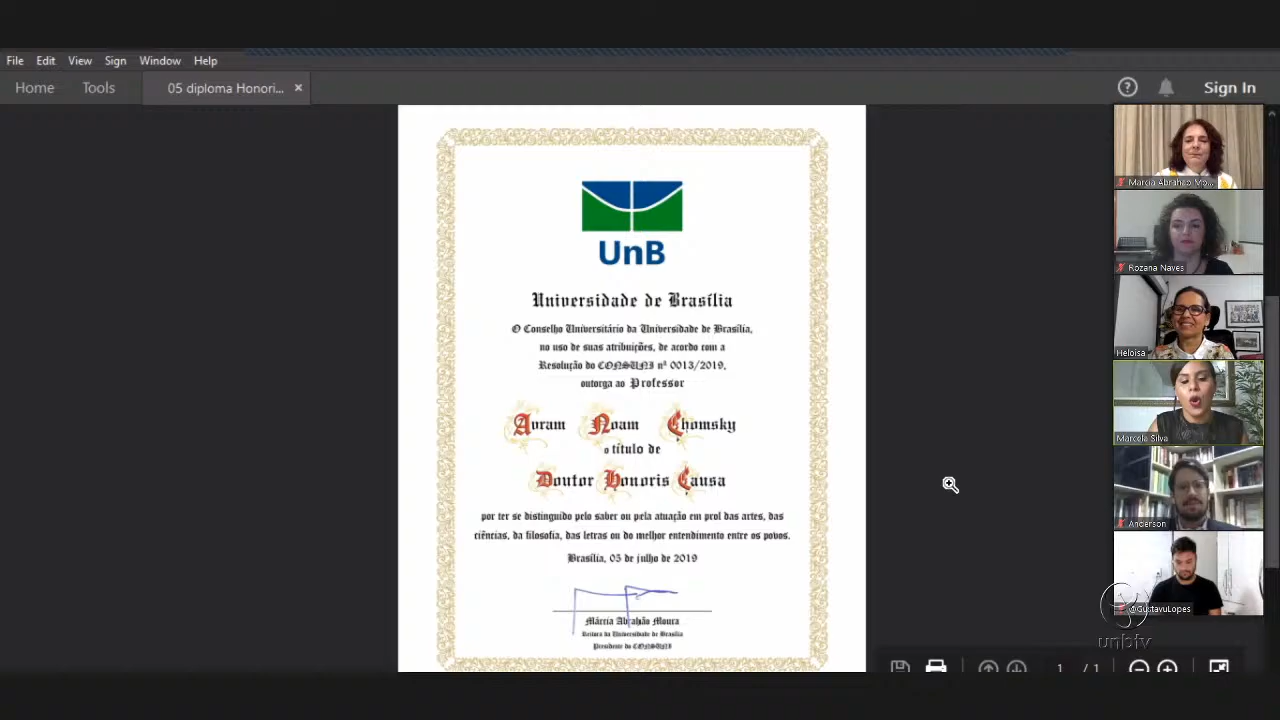 File Edit View Sign Window Help
Home Tools 05 diploma Honori... × ? Sign In
UnB
Universidade de Brasília
O Conselho Universitário da Universidade de Brasília,
no uso de suas atribuições, de acordo com a
Resolução do CONSUNI nº 0013/2019,
outorga ao Professor
Avram Noam Chomsky
o título de
Doutor Honoris Causa
por ter se distinguido pelo saber ou pela atuação em prol das artes, das
ciências, da filosofia, das letras ou do melhor entendimento entre os povos.
Brasília, 05 de julho de 2019
Márcia Abrahão Moura
Reitora da Universidade de Brasília
Presidente do CONSUNI
Marcia Abrahao Mo...
Rozana Naves
Heloisa
Marcela Silva
Anderson
@GustavuLopes
unbtv
1 / 1